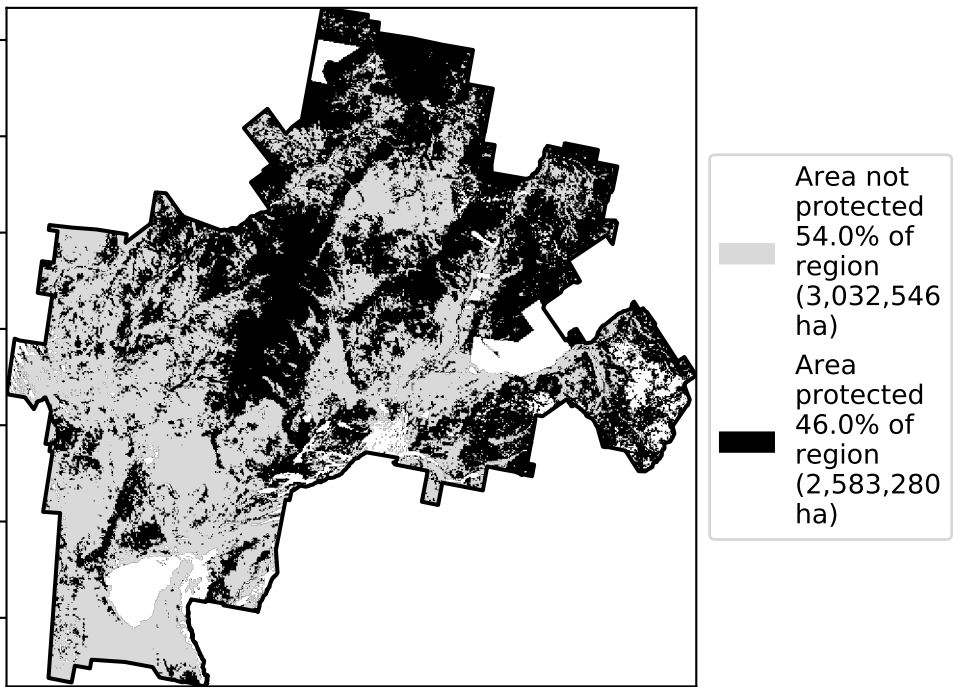 Area not
protected
54.0% of
region
(3,032,546
ha)
Area
protected
46.0% of
region
(2,583,280
ha)